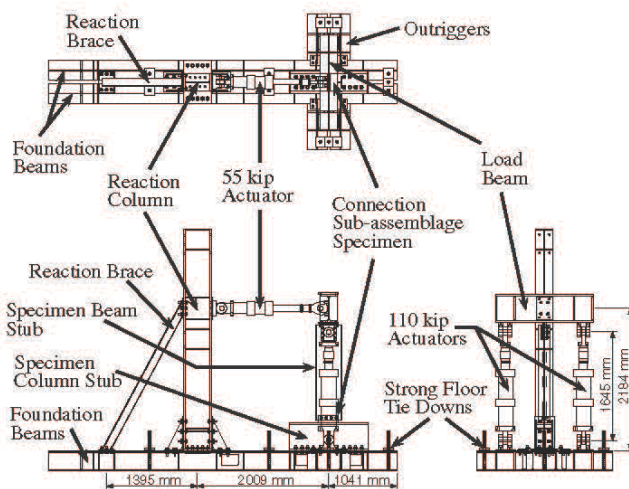 Reaction
Brace
Outriggers
Foundation
Beams
Reaction
Column
55 kip
Actuator
Connection
Sub-assemblage
Specimen
Load
Beam
Reaction Brace
Specimen Beam
Stub
Specimen
Column Stub
Foundation
Beams
110 kip
Actuators
Strong Floor
Tie Downs
1645 mm
2184 mm
1395 mm
2009 mm
1041 mm